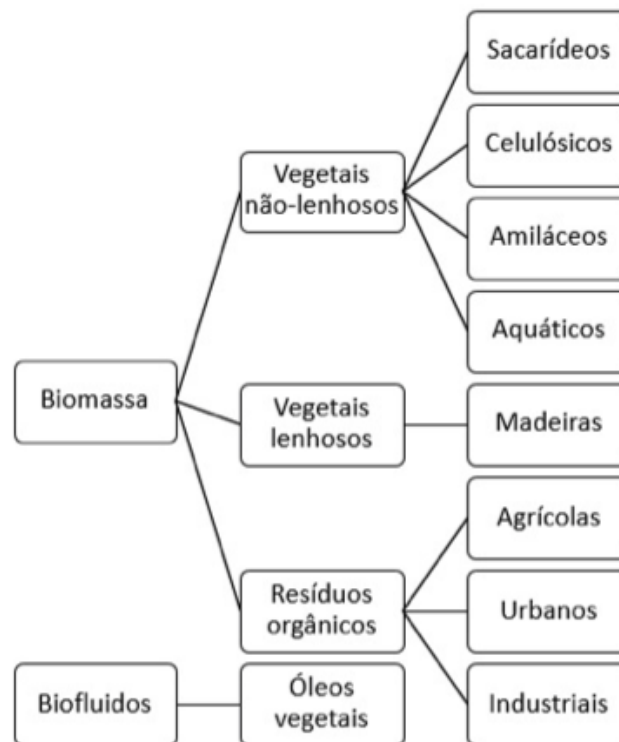 Sacarídeos
Vegetais
não-lenhosos
Celulósicos
Amiláceos
Aquáticos
Biomassa
Vegetais
lenhosos
Madeiras
Agrícolas
Resíduos
orgânicos
Urbanos
Biofluidos
Óleos
vegetais
Industriais